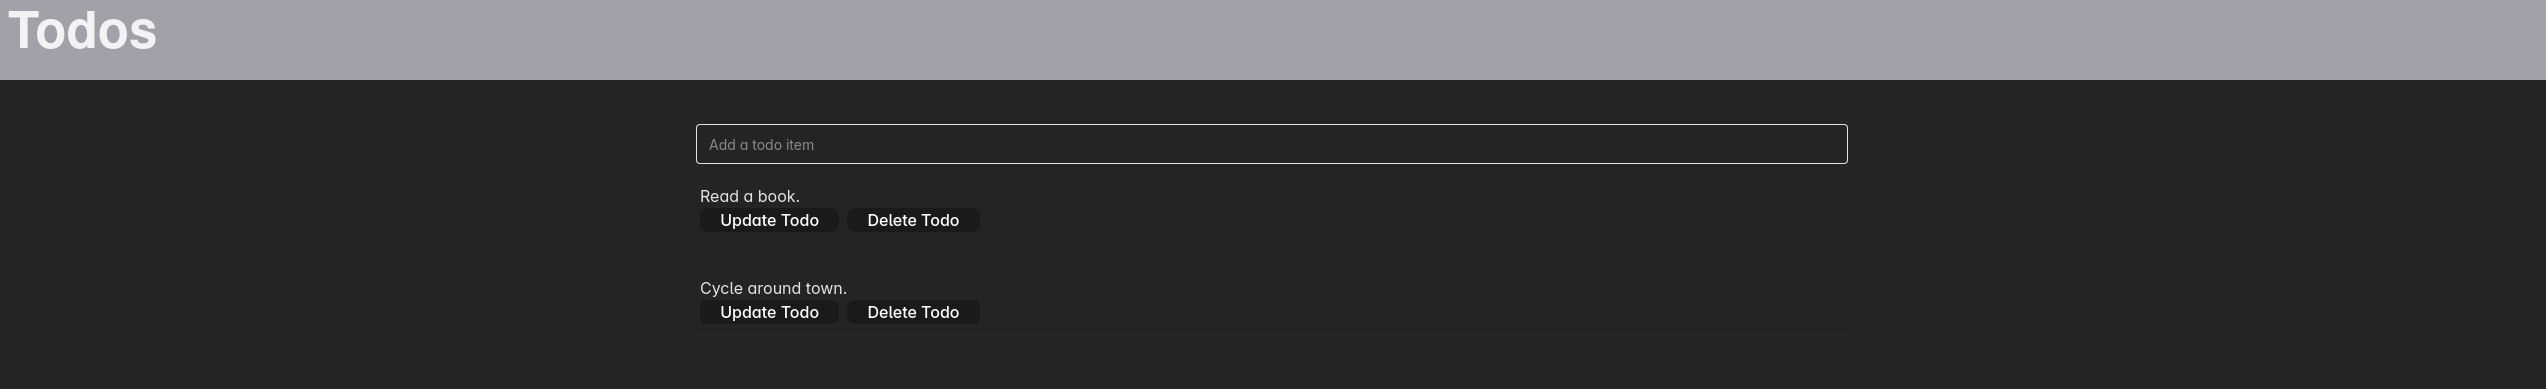 Todos
Add a todo item
Read a book.
Update Todo Delete Todo
Cycle around town.
Update Todo Delete Todo